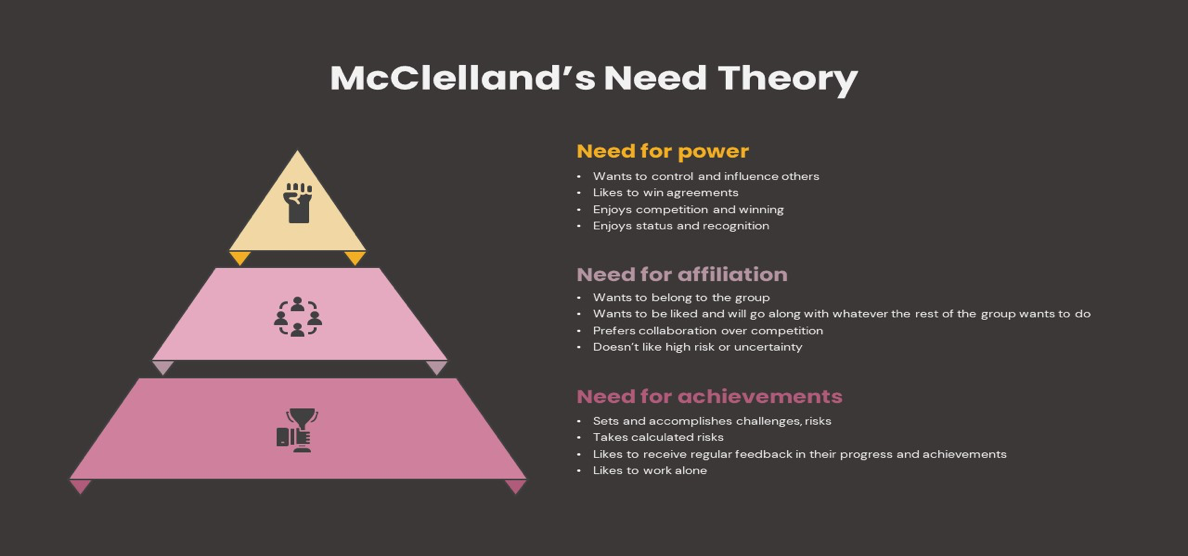 McClelland’s Need Theory
Need for power
• Wants to control and influence others
• Likes to win agreements
• Enjoys competition and winning
• Enjoys status and recognition
Need for affiliation
• Wants to belong to the group
• Wants to be liked and will go along with whatever the rest of the group wants to do
• Prefers collaboration over competition
• Doesn’t like high risk or uncertainty
Need for achievements
• Sets and accomplishes challenges, risks
• Takes calculated risks
• Likes to receive regular feedback in their progress and achievements
• Likes to work alone